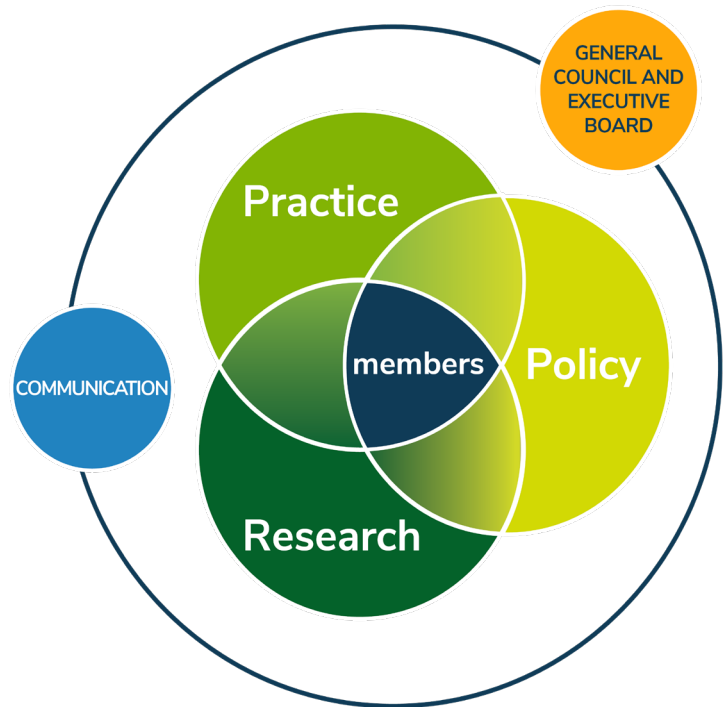 GENERAL
COUNCIL AND
EXECUTIVE
BOARD
Practice
members
Policy
COMMUNICATION
Research